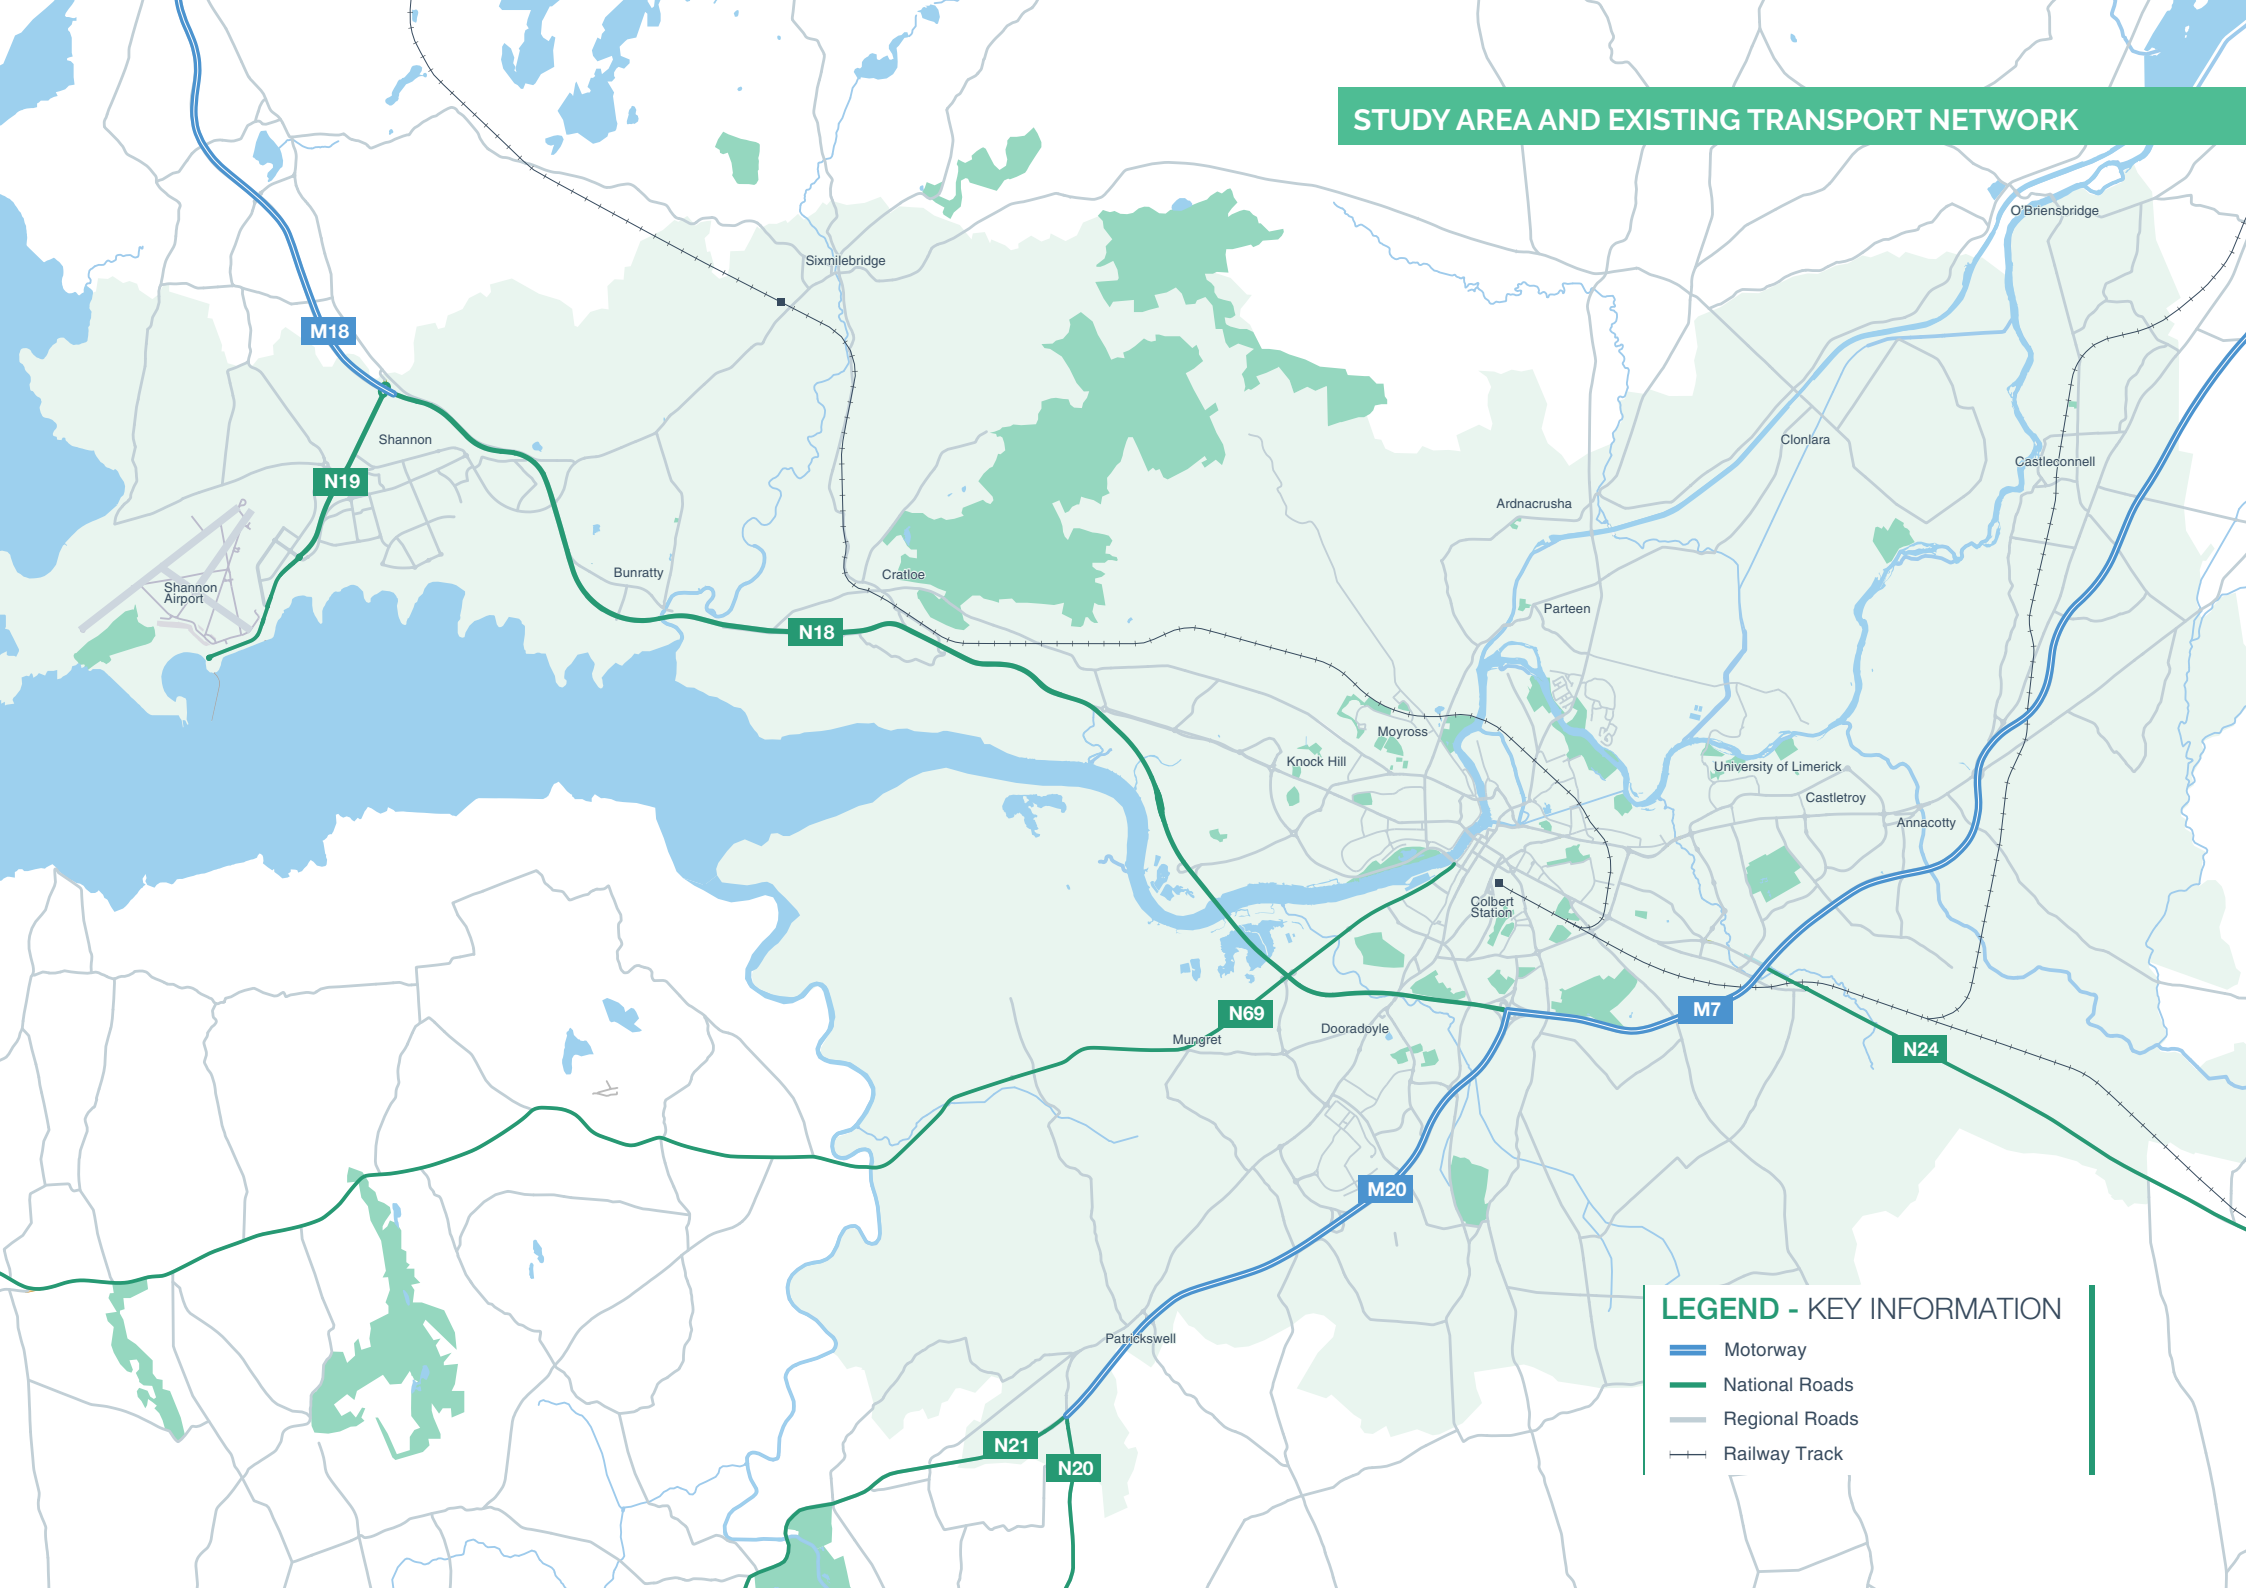 STUDY AREA AND EXISTING TRANSPORT NETWORK
O'Briensbridge
Sixmilebridge
M18
Shannon
Clonlara
Castleconnell
N19
Ardnacrusha
Bunratty
Cratloe
Shannon
Airport
Parteen
N18
Moyross
Knock Hill
University of Limerick
Castletroy
Annacotty
Colbert
Station
N69
M7
Dooradoyle
Mungret
N24
M20
LEGEND - KEY INFORMATION
Patrickswell
Motorway
National Roads
Regional Roads
N21
Railway Track
N20